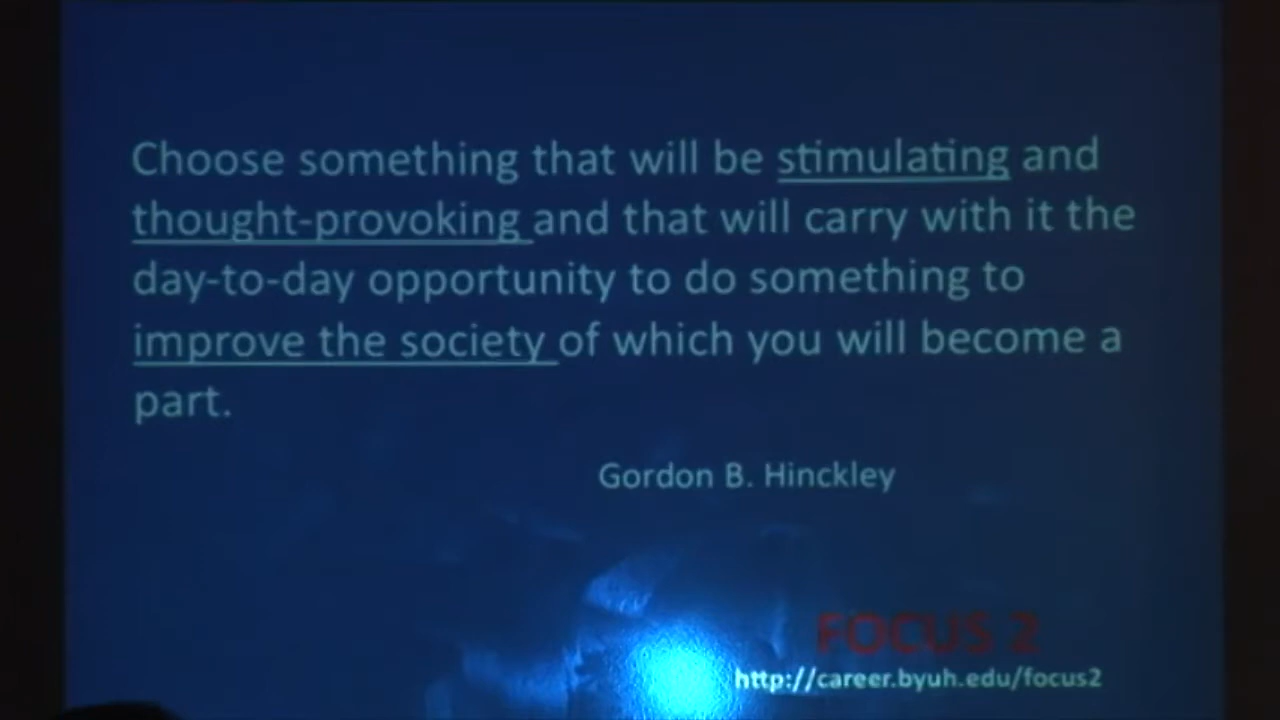 Choose something that will be stimulating and
thought-provoking and that will carry with it the
day-to-day opportunity to do something to
improve the society of which you will become a
part.
Gordon B. Hinckley
FOCUS 2
http://career.byuh.edu/focus2